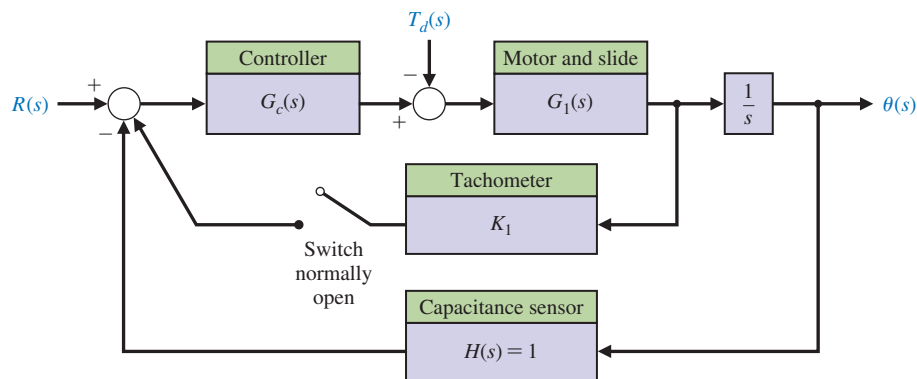 T_d(s)
Controller
Motor and slide
+
−
R(s)
G_c(s)
G_1(s)
1/s
θ(s)
−
+
Tachometer
K_1
Switch
normally
open
Capacitance sensor
H(s) = 1